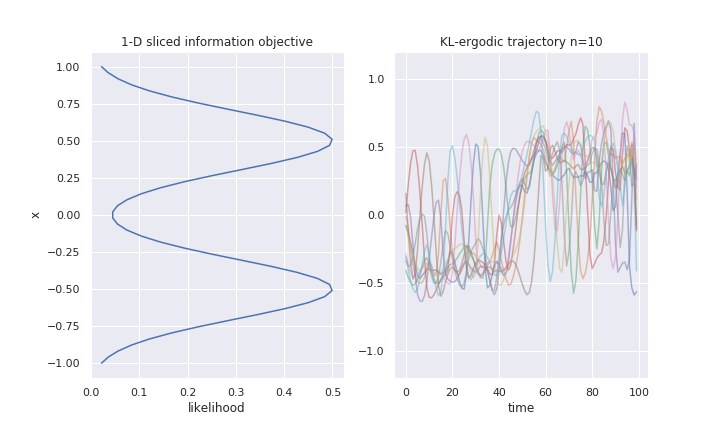 1-D sliced information objective
1.00
0.75
0.50
0.25
0.00
−0.25
−0.50
−0.75
−1.00
x
0.0 0.1 0.2 0.3 0.4 0.5
likelihood
KL-ergodic trajectory n=10
1.0
0.5
0.0
−0.5
−1.0
0 20 40 60 80 100
time